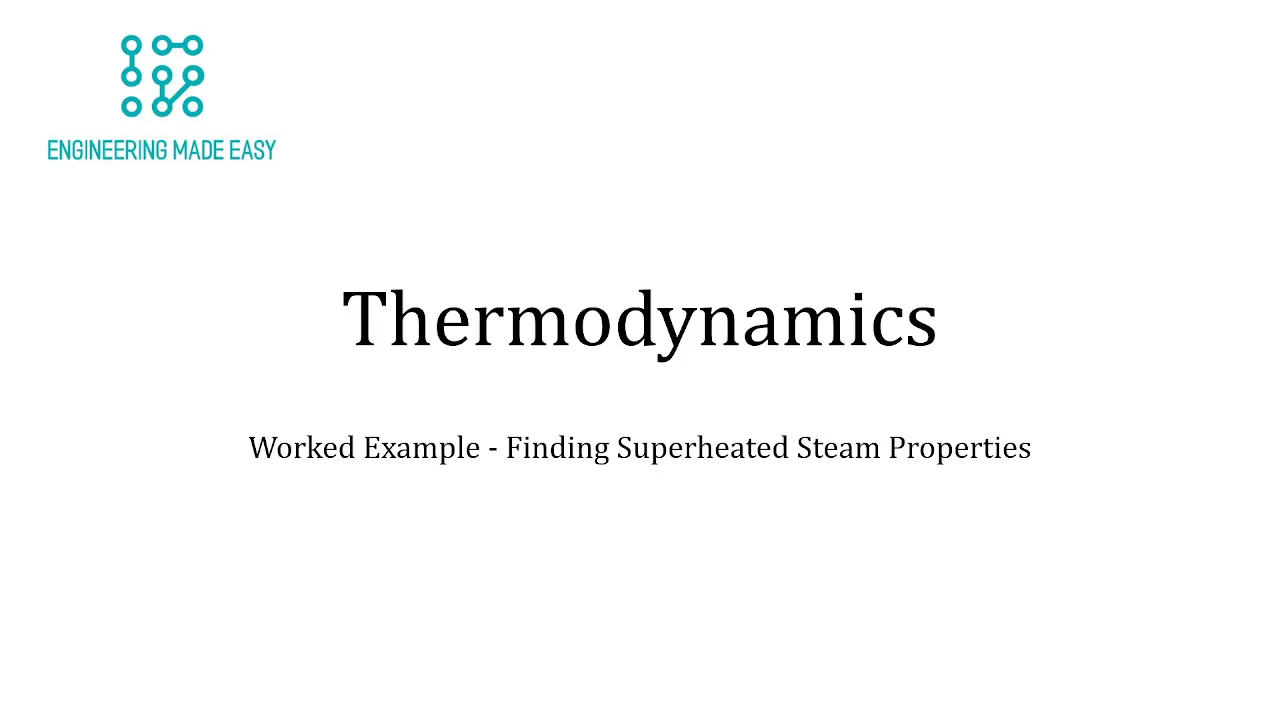 ENGINEERING MADE EASY
Thermodynamics
Worked Example - Finding Superheated Steam Properties